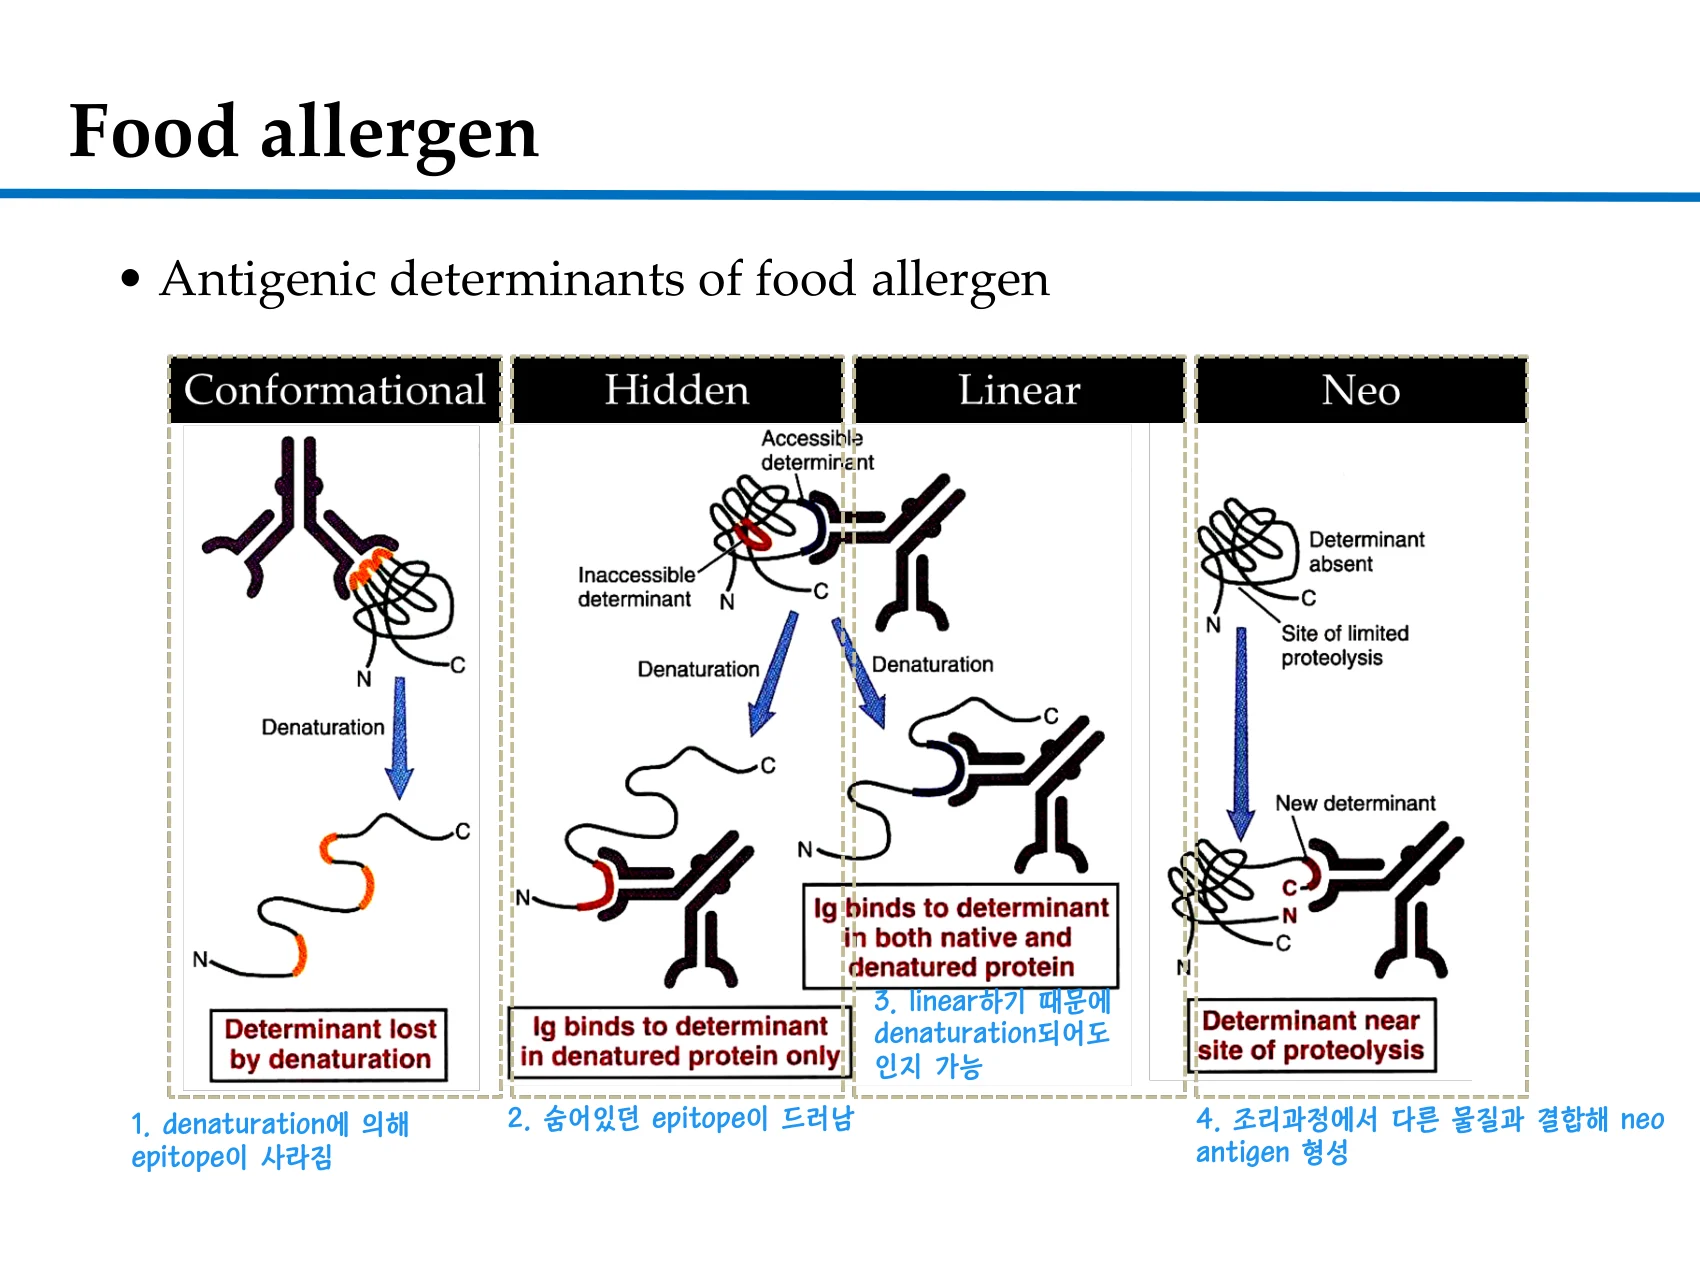 Food allergen
• Antigenic determinants of food allergen
Conformational
N
C
Denaturation
C
N
Determinant lost
by denaturation
1. denaturation에 의해
epitope이 사라짐
Hidden
Accessible
determinant
Inaccessible
determinant
N
C
Denaturation
C
N
Ig binds to determinant
in denatured protein only
2. 숨어있던 epitope이 드러남
Linear
Denaturation
C
N
Ig binds to determinant
in both native and
denatured protein
3. linear하기 때문에
denaturation되어도
인지 가능
Neo
Determinant
absent
C
N
Site of limited
proteolysis
New determinant
C
N
C
N
Determinant near
site of proteolysis
4. 조리과정에서 다른 물질과 결합해 neo
antigen 형성